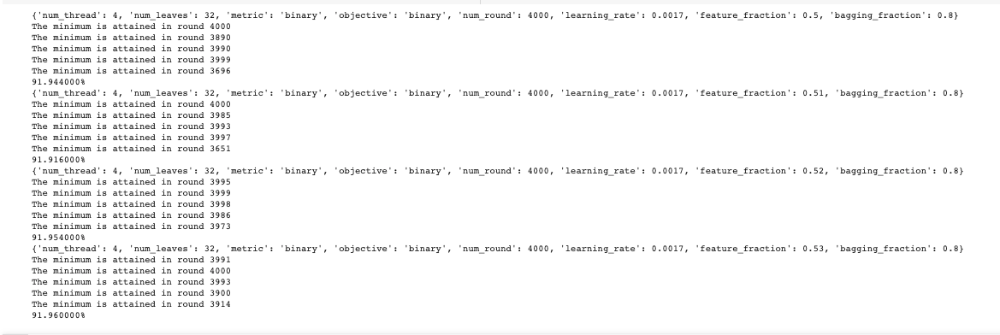 {'num_thread': 4, 'num_leaves': 32, 'metric': 'binary', 'objective': 'binary', 'num_round': 4000, 'learning_rate': 0.0017, 'feature_fraction': 0.5, 'bagging_fraction': 0.8}
The minimum is attained in round 4000
The minimum is attained in round 3890
The minimum is attained in round 3990
The minimum is attained in round 3999
The minimum is attained in round 3696
91.944000%
{'num_thread': 4, 'num_leaves': 32, 'metric': 'binary', 'objective': 'binary', 'num_round': 4000, 'learning_rate': 0.0017, 'feature_fraction': 0.51, 'bagging_fraction': 0.8}
The minimum is attained in round 4000
The minimum is attained in round 3985
The minimum is attained in round 3993
The minimum is attained in round 3997
The minimum is attained in round 3651
91.916000%
{'num_thread': 4, 'num_leaves': 32, 'metric': 'binary', 'objective': 'binary', 'num_round': 4000, 'learning_rate': 0.0017, 'feature_fraction': 0.52, 'bagging_fraction': 0.8}
The minimum is attained in round 3995
The minimum is attained in round 3999
The minimum is attained in round 3998
The minimum is attained in round 3986
The minimum is attained in round 3973
91.954000%
{'num_thread': 4, 'num_leaves': 32, 'metric': 'binary', 'objective': 'binary', 'num_round': 4000, 'learning_rate': 0.0017, 'feature_fraction': 0.53, 'bagging_fraction': 0.8}
The minimum is attained in round 3991
The minimum is attained in round 4000
The minimum is attained in round 3993
The minimum is attained in round 3900
The minimum is attained in round 3914
91.960000%